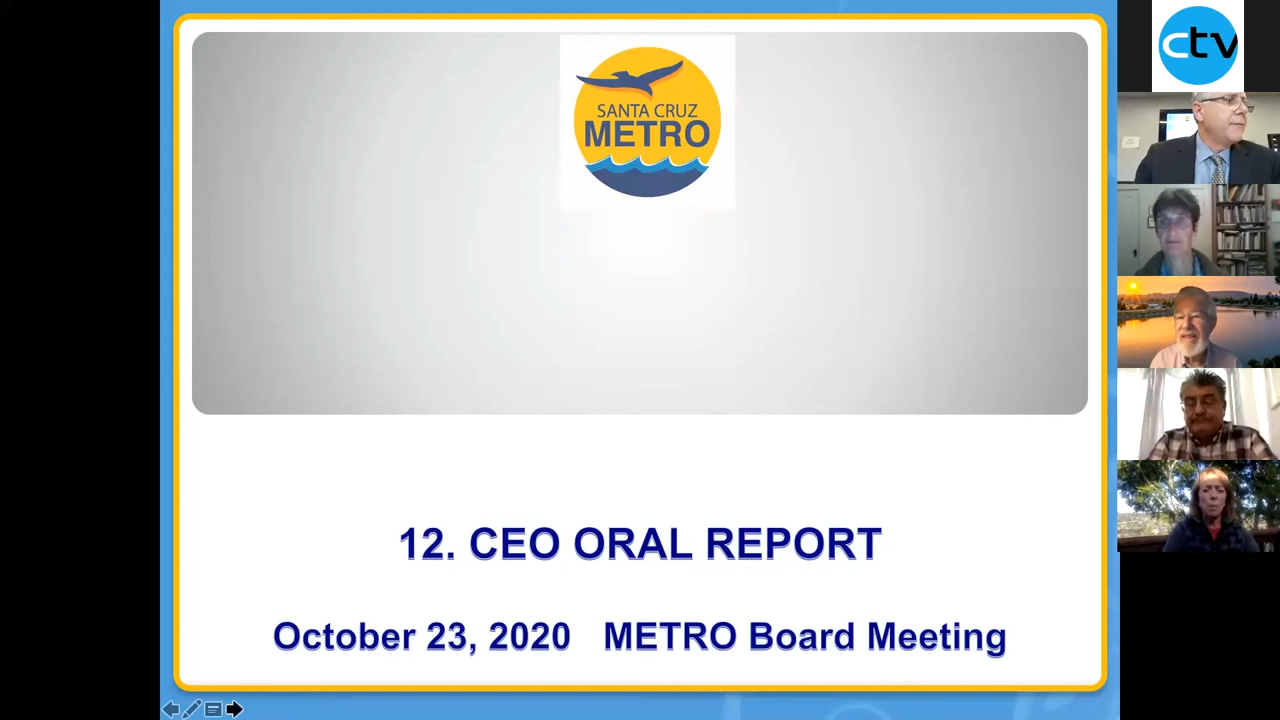 SANTA CRUZ
METRO
12. CEO ORAL REPORT
October 23, 2020 METRO Board Meeting
ctv